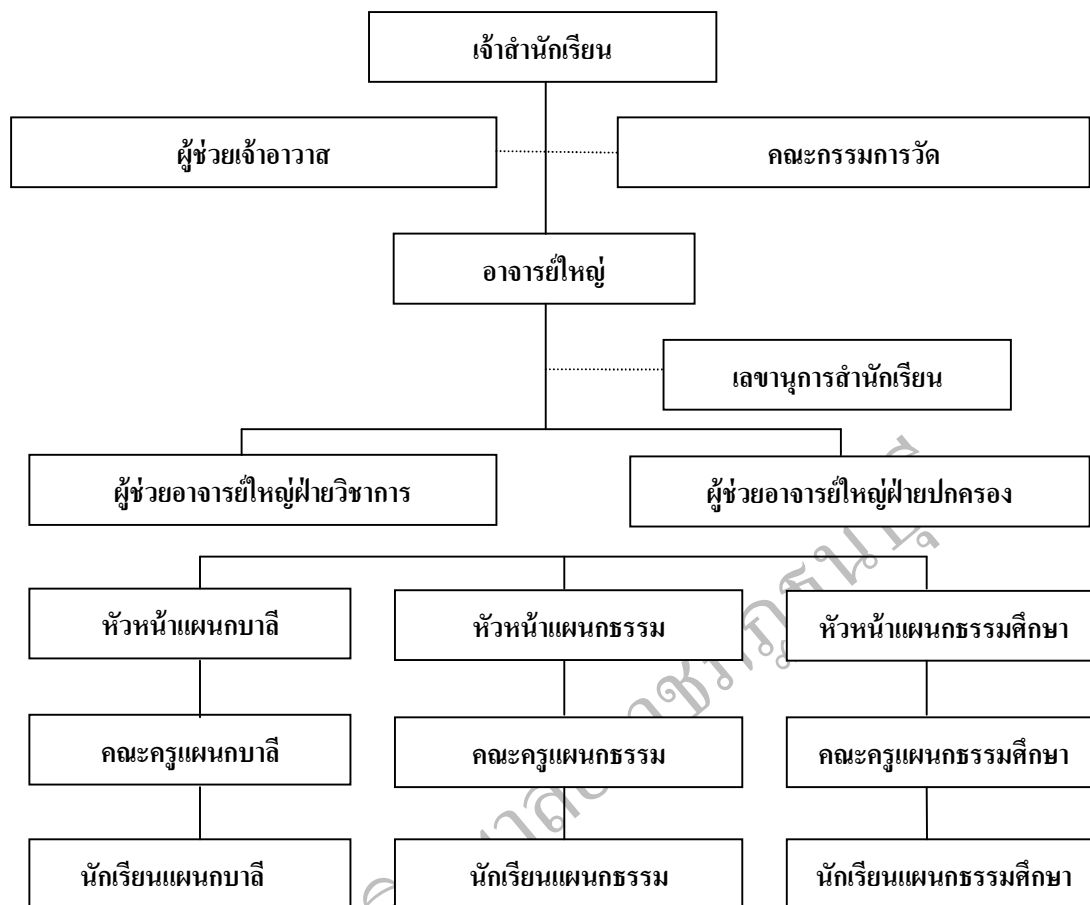 เจ้าสำนักเรียน
ผู้ช่วยเจ้าอาวาส
คณะกรรมการวัด
อาจารย์ใหญ่
เลขานุการสำนักเรียน
ผู้ช่วยอาจารย์ใหญ่ฝ่ายวิชาการ
ผู้ช่วยอาจารย์ใหญ่ฝ่ายปกครอง
หัวหน้าแผนกบาลี
หัวหน้าแผนกธรรม
หัวหน้าแผนกธรรมศึกษา
คณะครูแผนกบาลี
คณะครูแผนกธรรม
คณะครูแผนกธรรมศึกษา
นักเรียนแผนกบาลี
นักเรียนแผนกธรรม
นักเรียนแผนกธรรมศึกษา